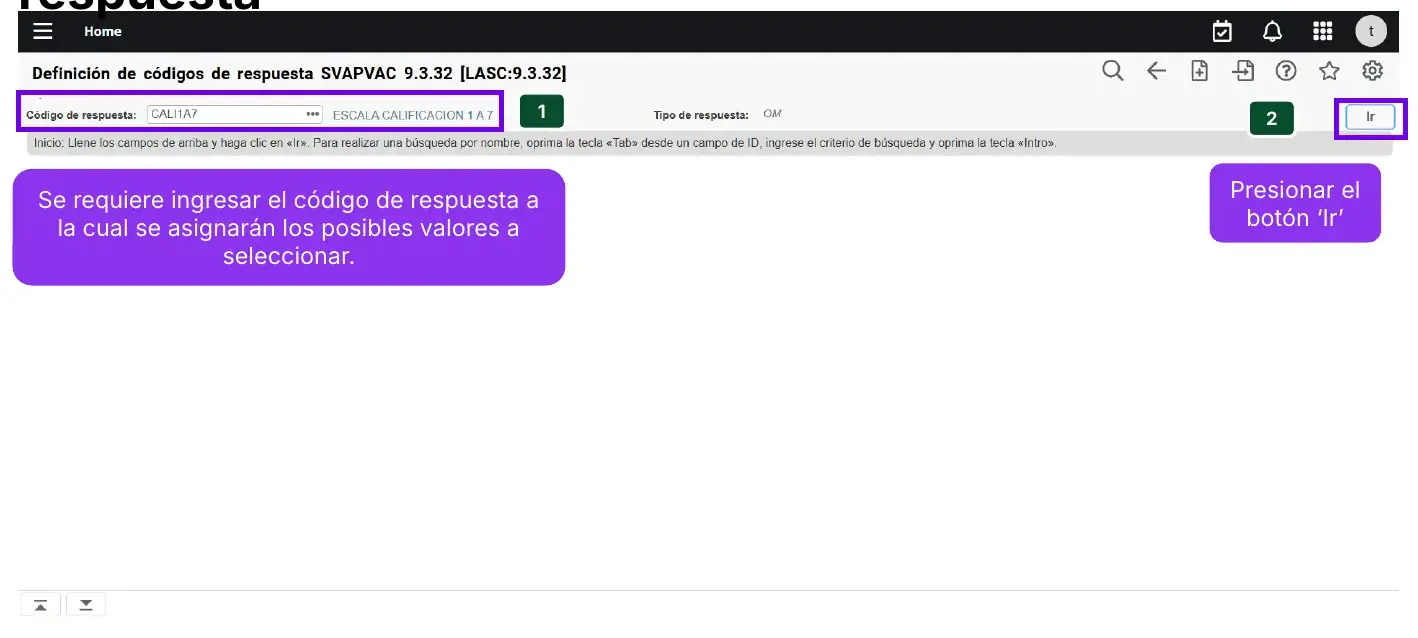 respuesta
Home
t
Definición de códigos de respuesta SVAPVAC 9.3.32 [LASC:9.3.32]
Código de respuesta: CALI1A7 ••• ESCALA CALIFICACION 1 A 7 1 Tipo de respuesta: OM 2 Ir
Inicio: Llene los campos de arriba y haga clic en «Ir». Para realizar una búsqueda por nombre, oprima la tecla «Tab» desde un campo de ID, ingrese el criterio de búsqueda y oprima la tecla «Intro».
Se requiere ingresar el código de respuesta a
la cual se asignarán los posibles valores a
seleccionar.
Presionar el
botón ‘Ir’